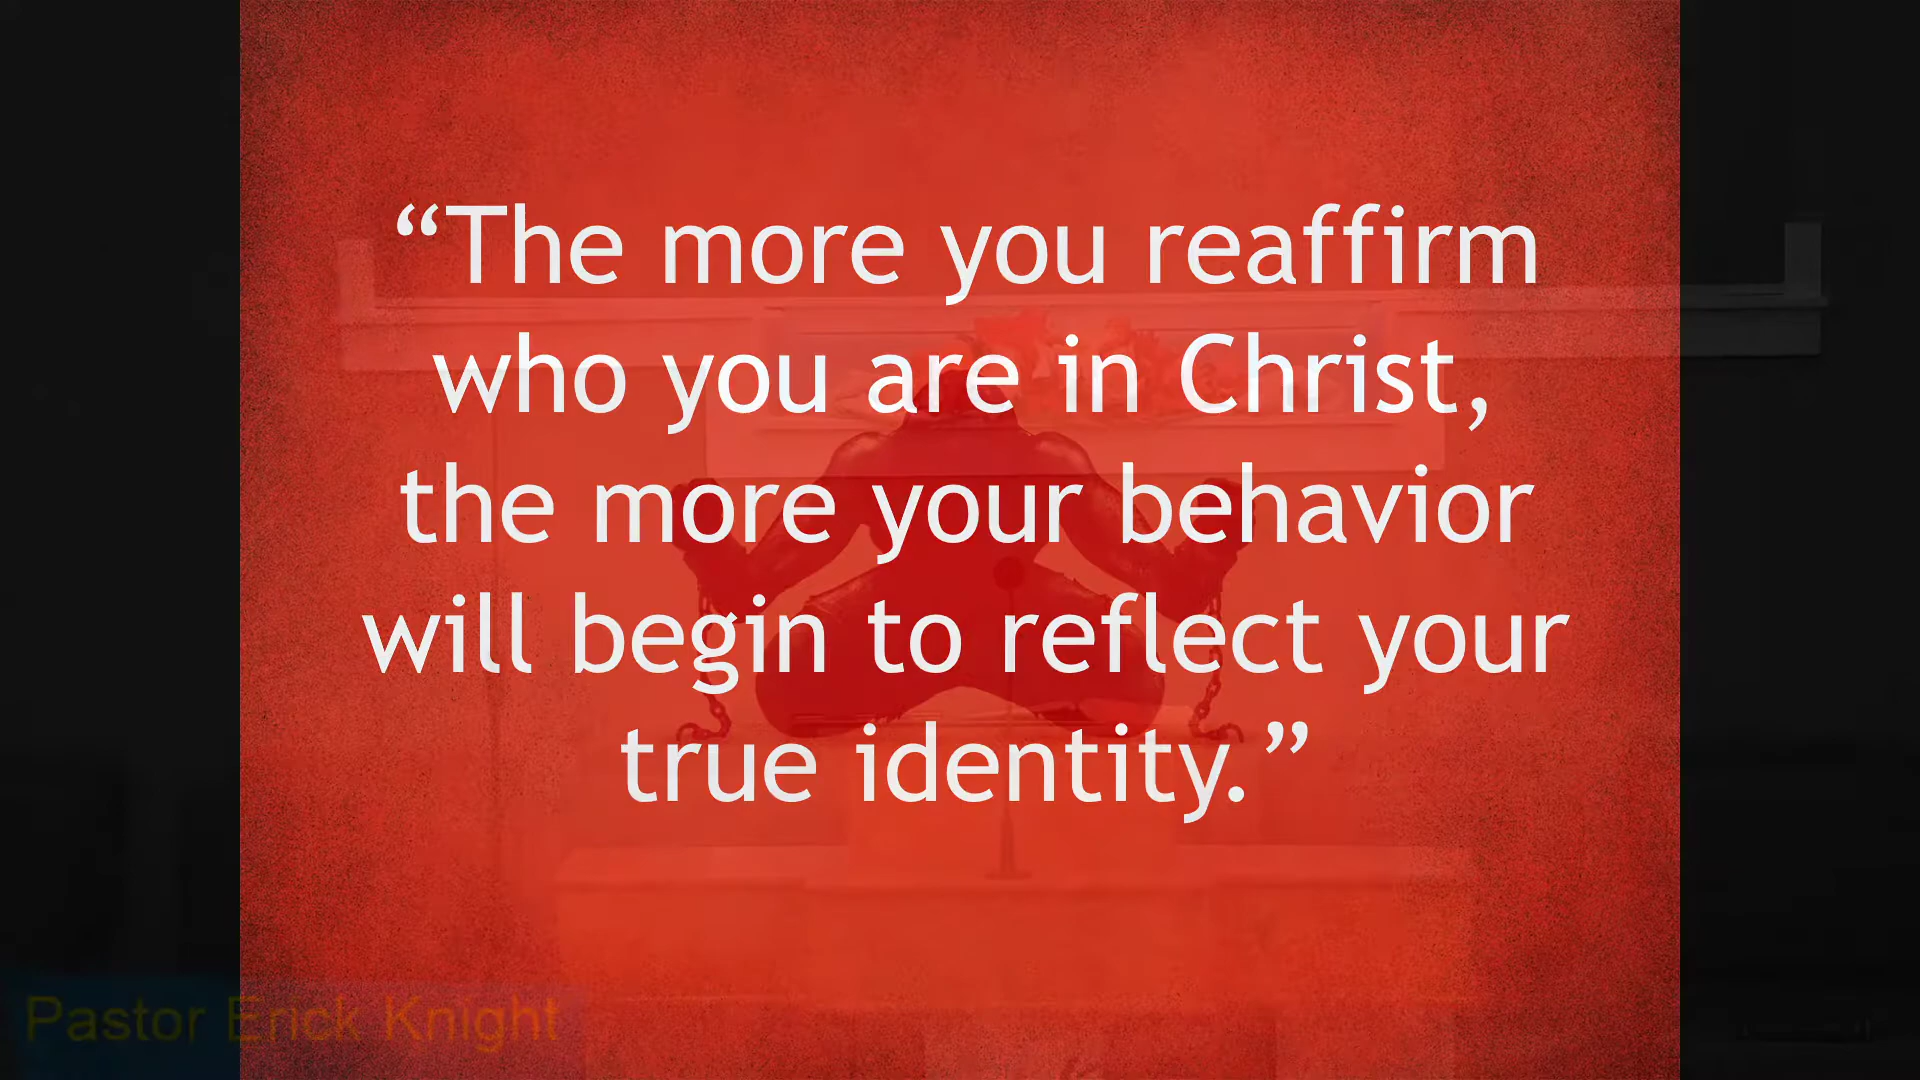 “The more you reaffirm
who you are in Christ,
the more your behavior
will begin to reflect your
true identity.”
Pastor Erick Knight